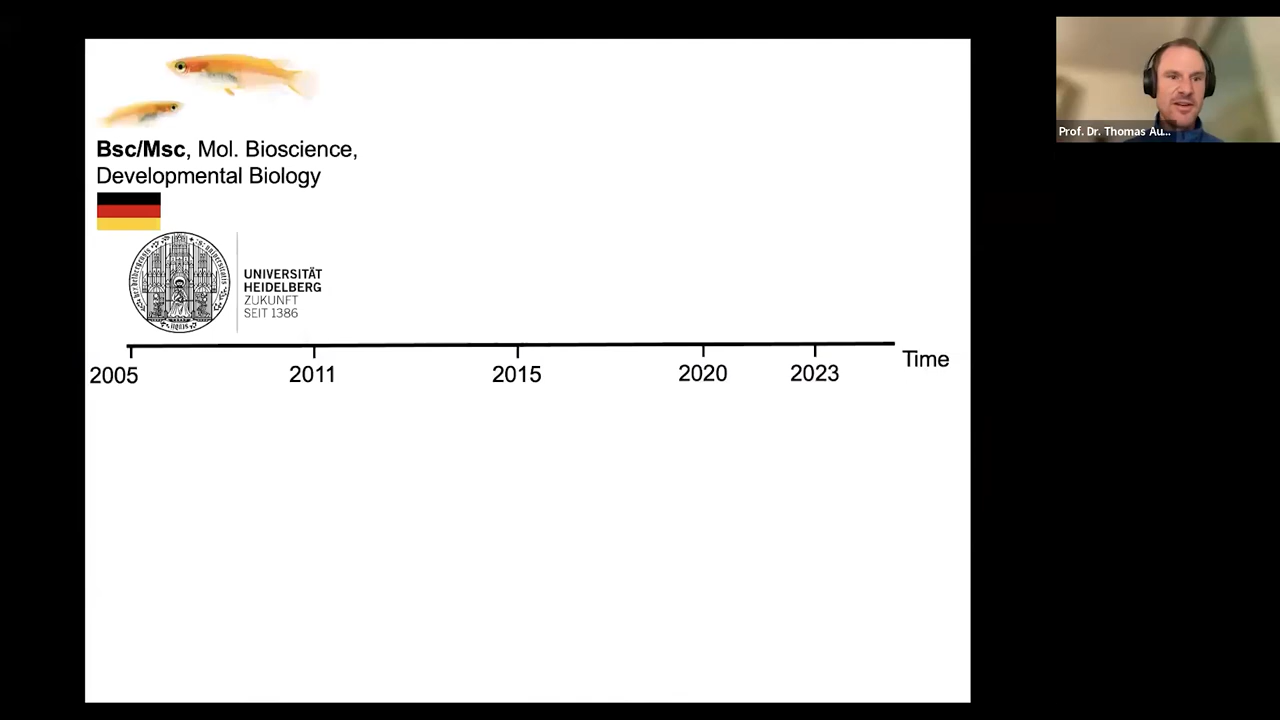 Bsc/Msc, Mol. Bioscience,
Developmental Biology
UNIVERSITÄT
HEIDELBERG
ZUKUNFT
SEIT 1386
2005
2011
2015
2020
2023
Time
Prof. Dr. Thomas Au...